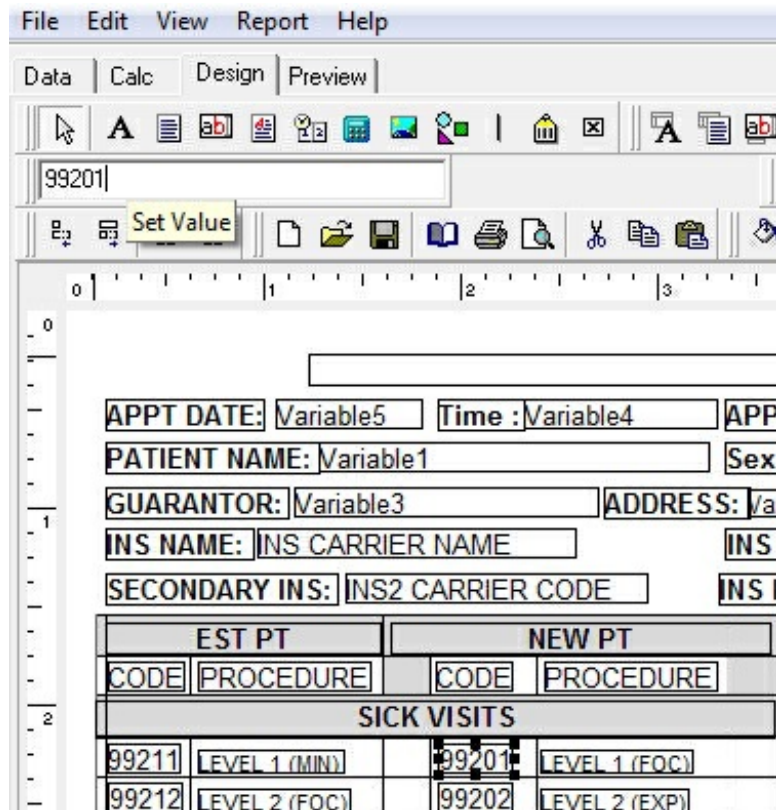 File Edit View Report Help
Data Calc Design Preview
A ab A ab
99201
Set Value
0 1 2 3
0
APPT DATE: Variable5 Time : Variable4 APP
PATIENT NAME: Variable1 Sex
GUARANTOR: Variable3 ADDRESS: Va
1
INS NAME: INS CARRIER NAME INS
SECONDARY INS: INS2 CARRIER CODE INS
EST PT NEW PT
CODE PROCEDURE CODE PROCEDURE
2
SICK VISITS
99211 LEVEL 1 (MIN) 99201 LEVEL 1 (FOC)
99212 LEVEL 2 (FOC) 99202 LEVEL 2 (EXP)